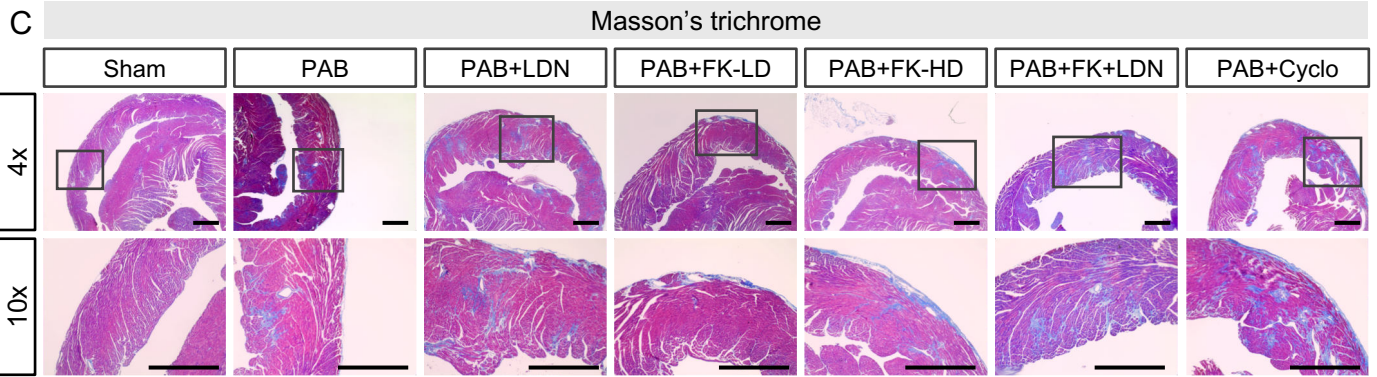 C
Masson's trichrome
Sham PAB PAB+LDN PAB+FK-LD PAB+FK-HD PAB+FK+LDN PAB+Cyclo
4x
10x